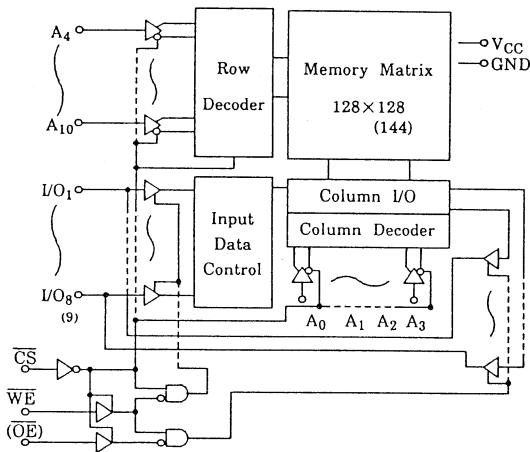 A4
A10
Row
Decoder
Memory Matrix
128×128
(144)
VCC
GND
I/O1
I/O8
(9)
Input
Data
Control
Column I/O
Column Decoder
A0 A1 A2 A3
CS
WE
(OE)